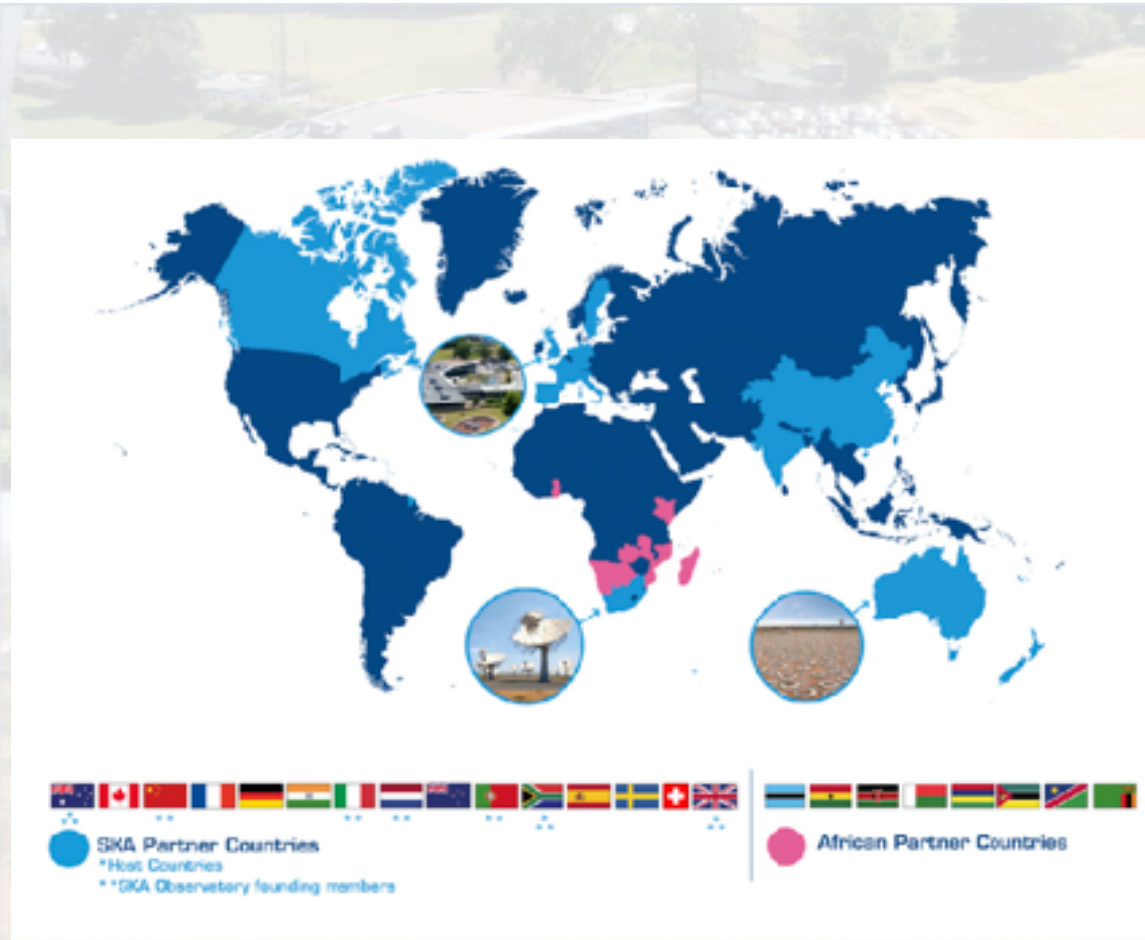 SKA Partner Countries
*Host Countries
**SKA Observatory founding members
African Partner Countries